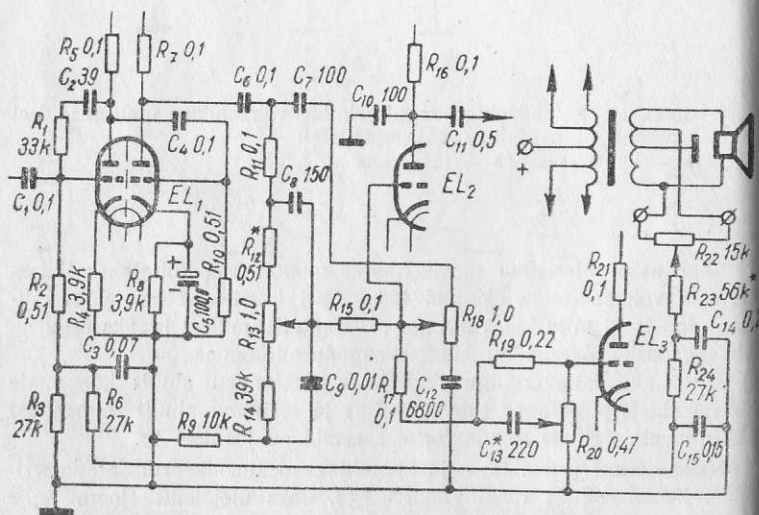 R5 0,1
R7 0,1
C2 39
R1 33k
C1 0,1
C4 0,1
EL1
R2 0,51
R4 3,9k
R8 3,9k
+
C5 100,0
R10 0,51
C3 0,07
R3 27k
R6 27k
R9 10k
C6 0,1
C7 100
R11 0,1
C8 150
R12* 0,51
R13 1,0
R14 39k
R15 0,1
C9 0,01
R17 0,1
C12 6800
R18 1,0
C10 100
R16 0,1
C11 0,5
EL2
R19 0,22
C13* 220
R20 0,47
R21 0,1
EL3
+
R22 15k
R23 56k*
C14
R24 27k
C15 0,15